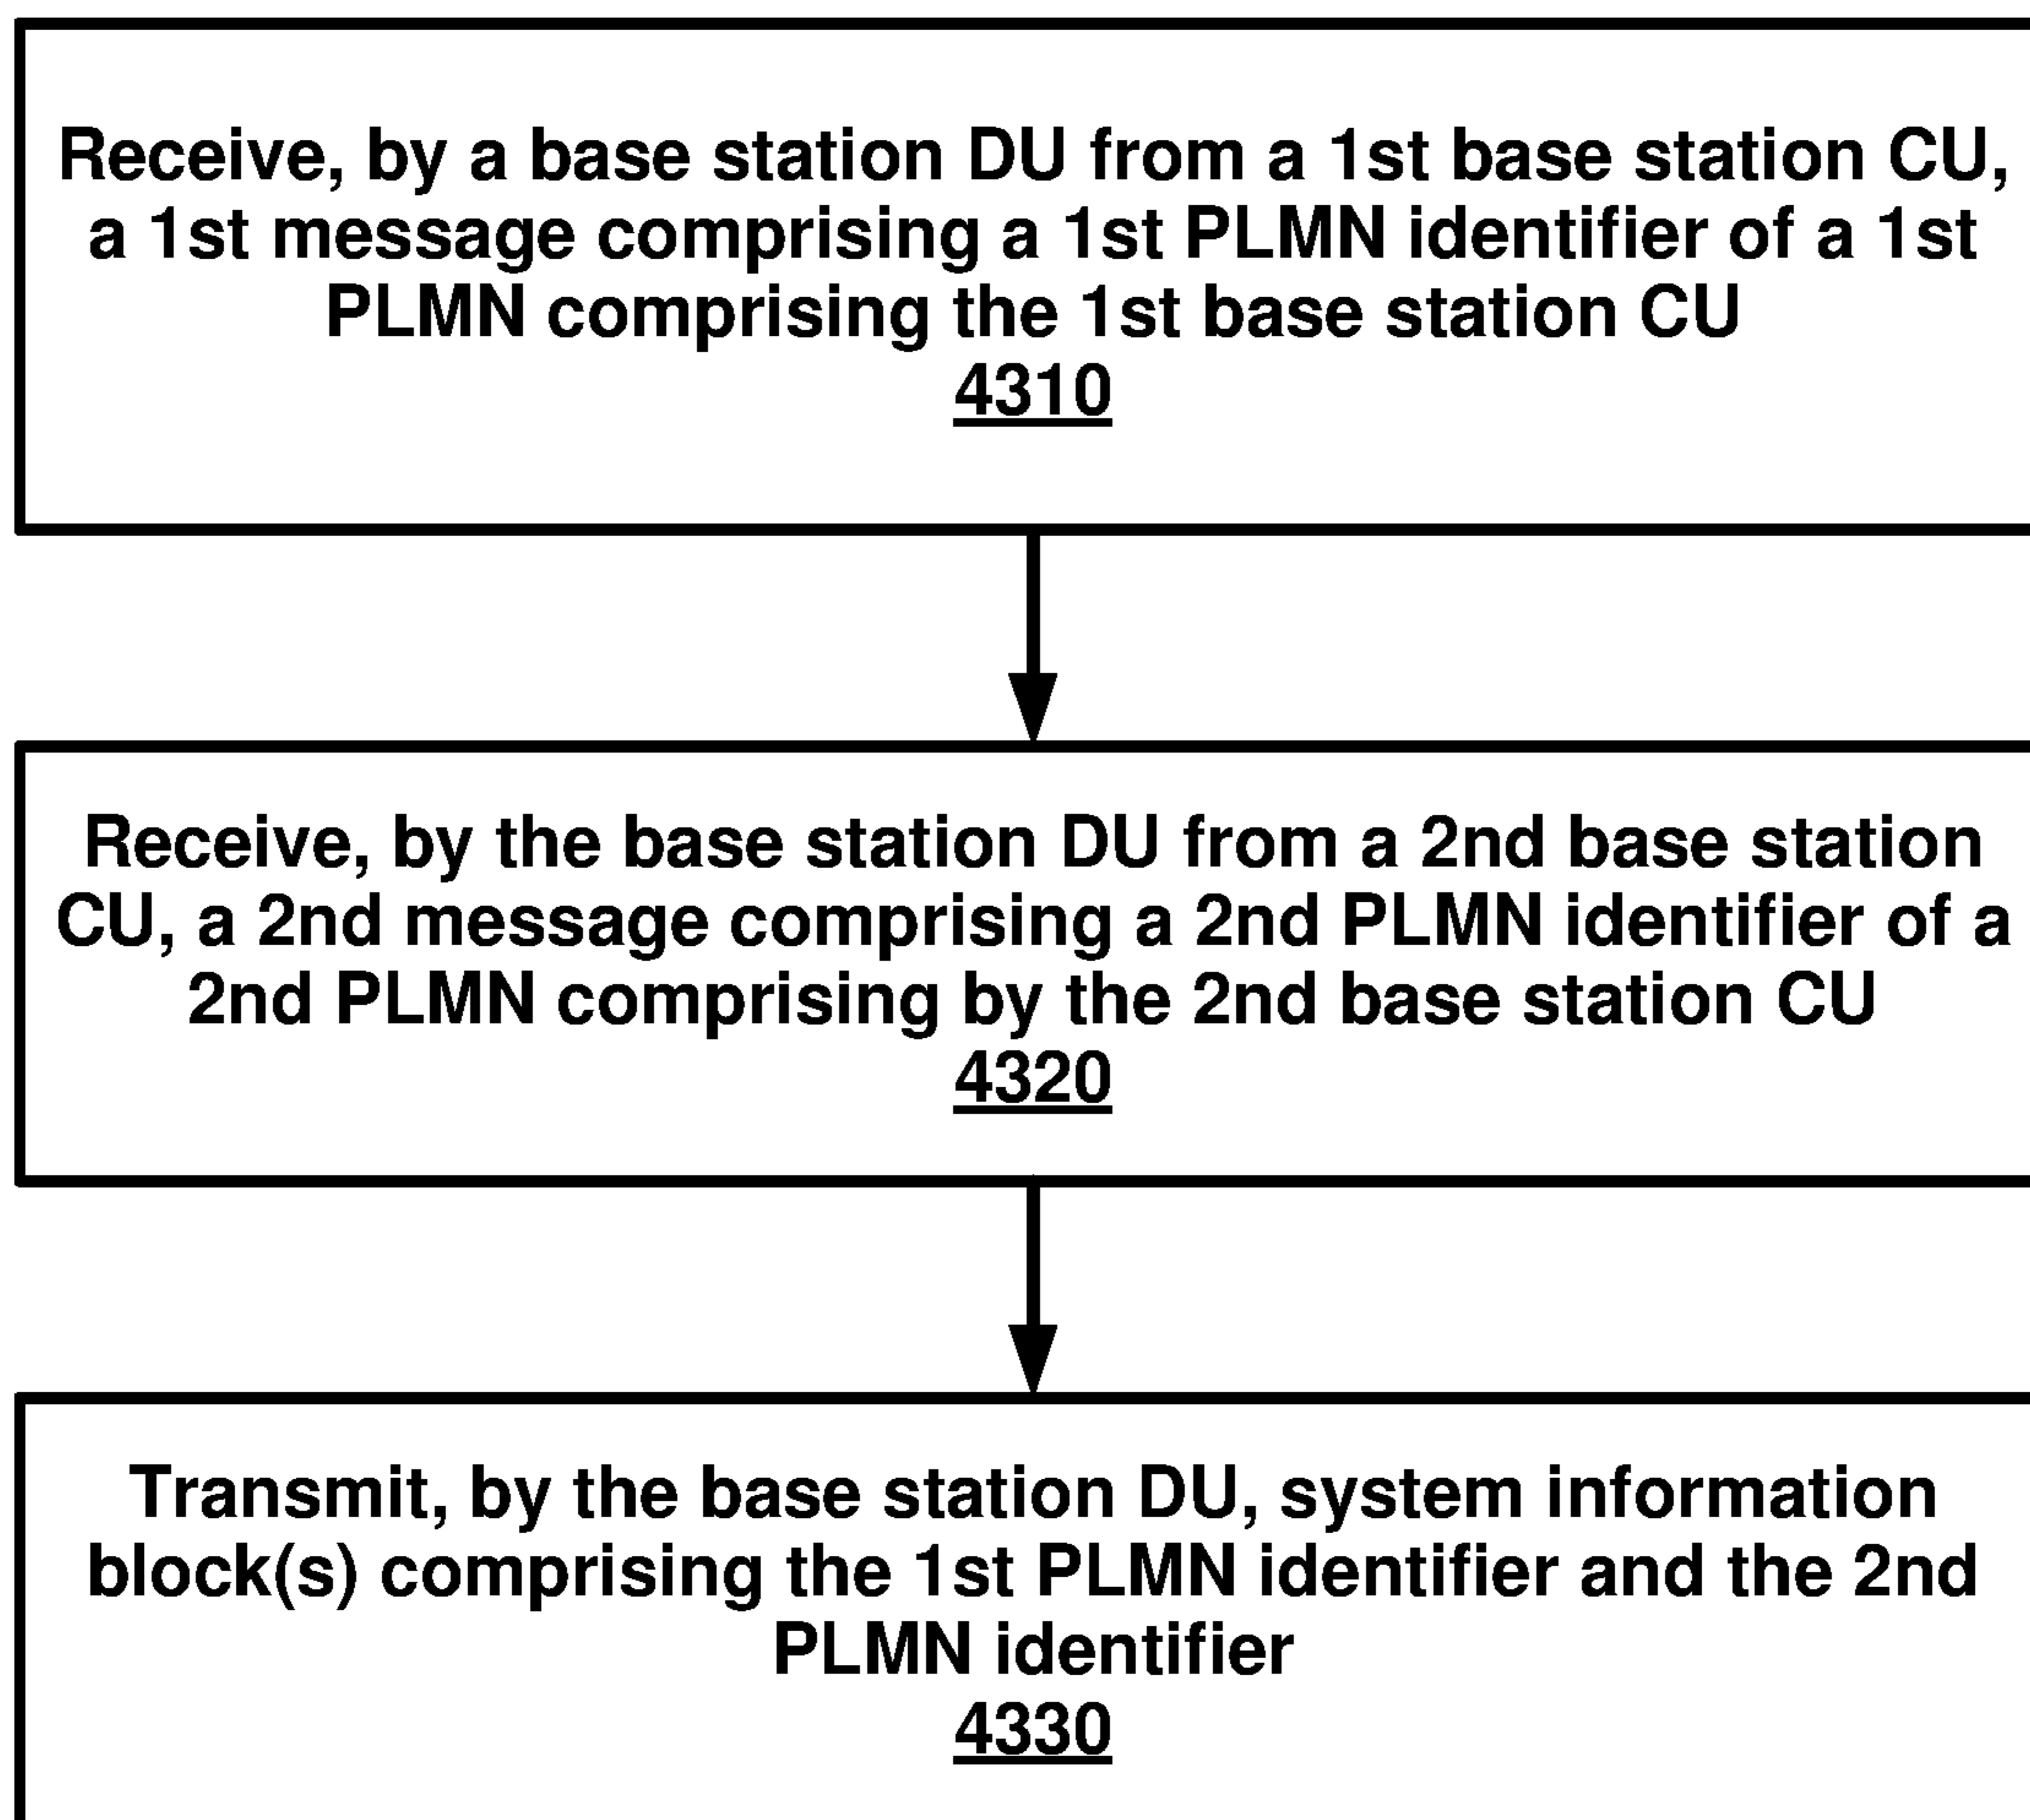 Receive, by a base station DU from a 1st base station CU,
a 1st message comprising a 1st PLMN identifier of a 1st
PLMN comprising the 1st base station CU
4310
Receive, by the base station DU from a 2nd base station
CU, a 2nd message comprising a 2nd PLMN identifier of a
2nd PLMN comprising by the 2nd base station CU
4320
Transmit, by the base station DU, system information
block(s) comprising the 1st PLMN identifier and the 2nd
PLMN identifier
4330